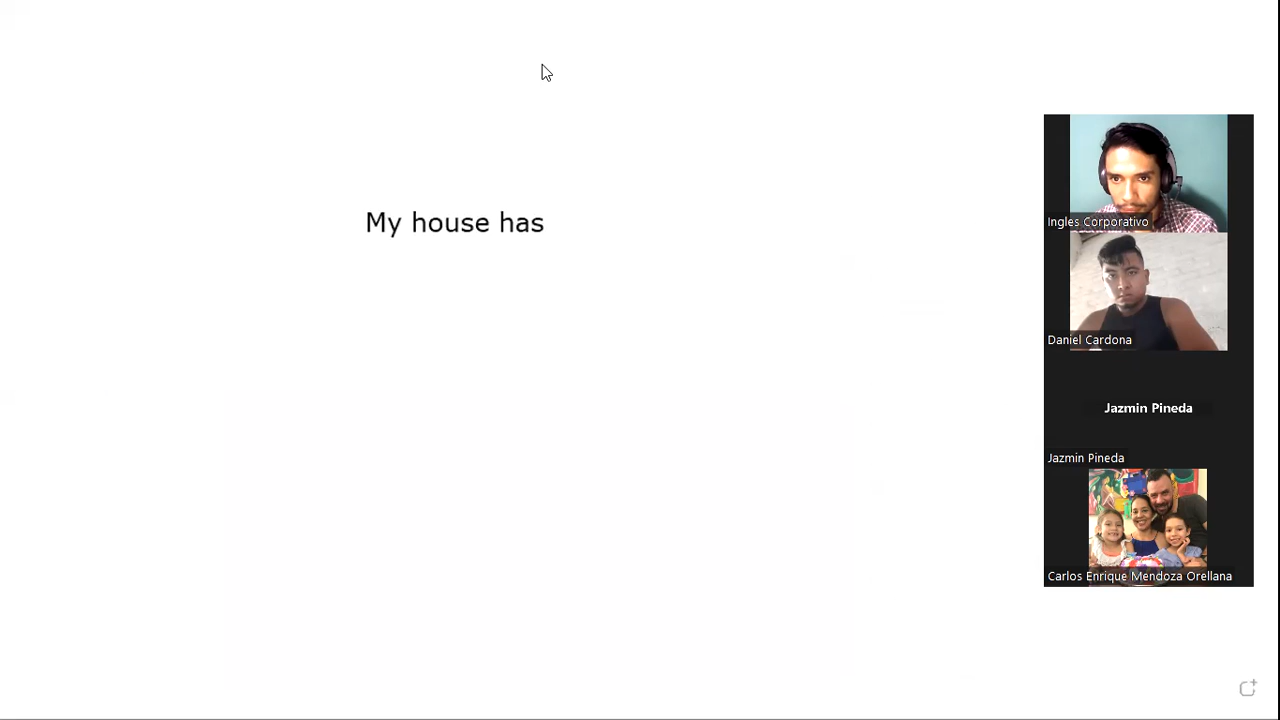 My house has
Ingles Corporativo
Daniel Cardona
Jazmin Pineda
Jazmin Pineda
Carlos Enrique Mendoza Orellana